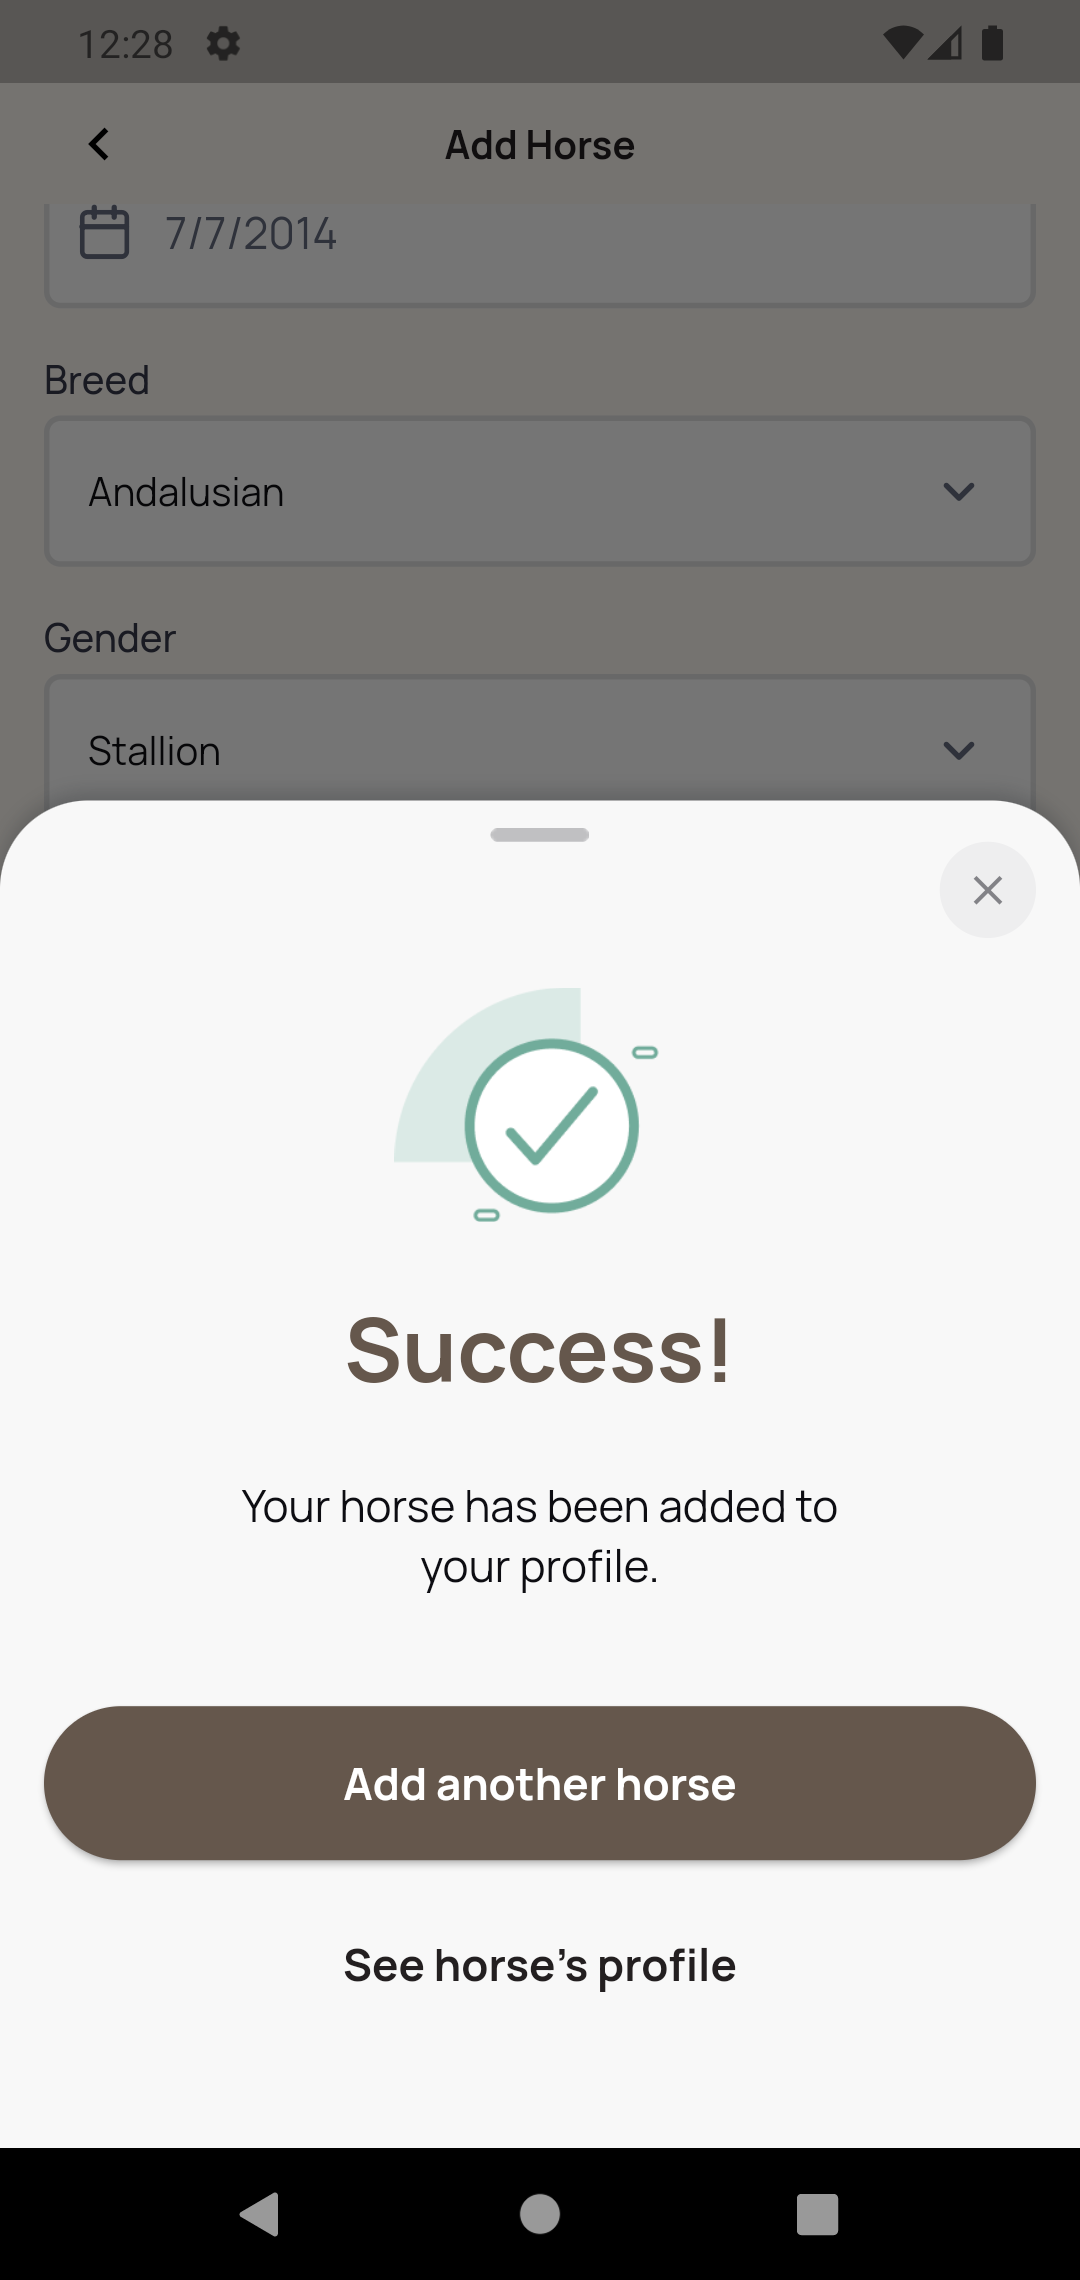 12:28
Add Horse
7/7/2014
Breed
Andalusian
Gender
Stallion
Success!
Your horse has been added to
your profile.
Add another horse
See horse's profile